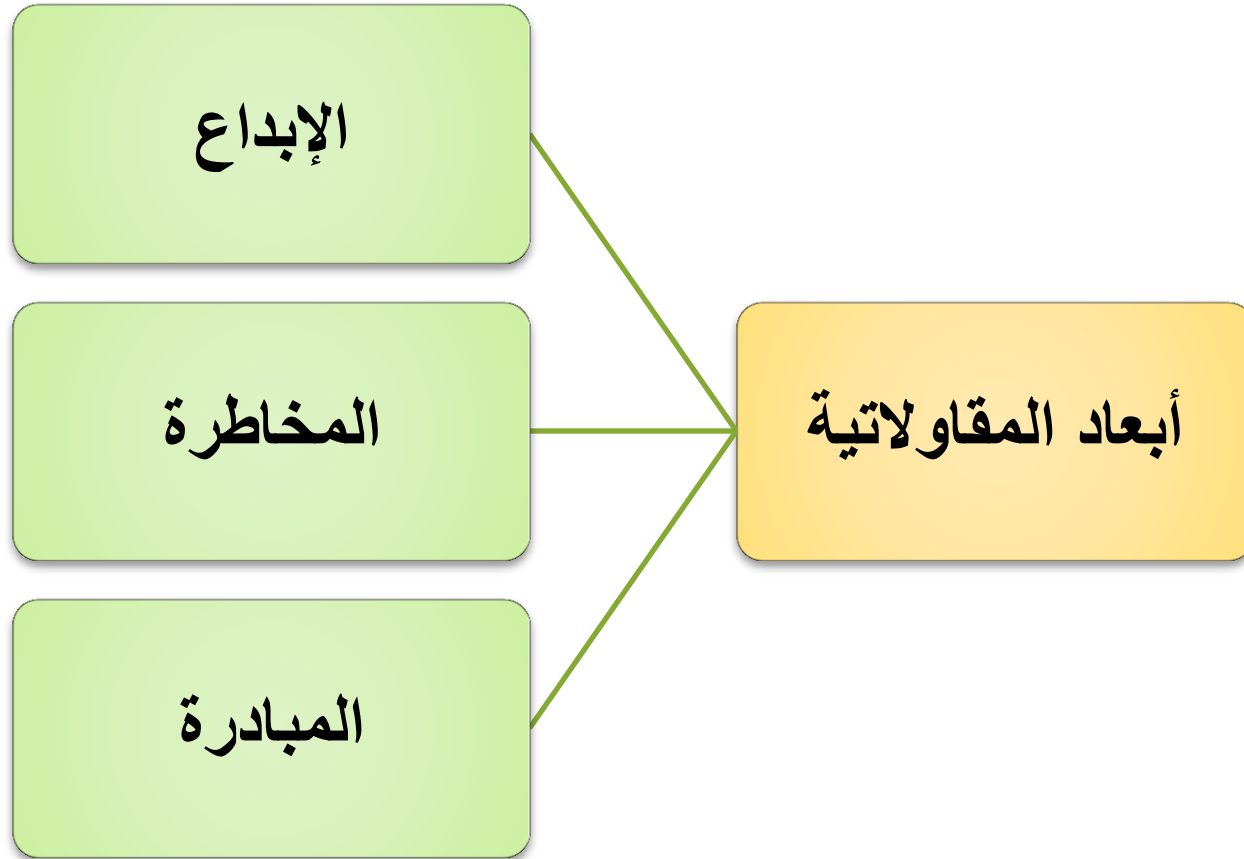 أبعاد المقاولاتية
الإبداع
المخاطرة
المبادرة